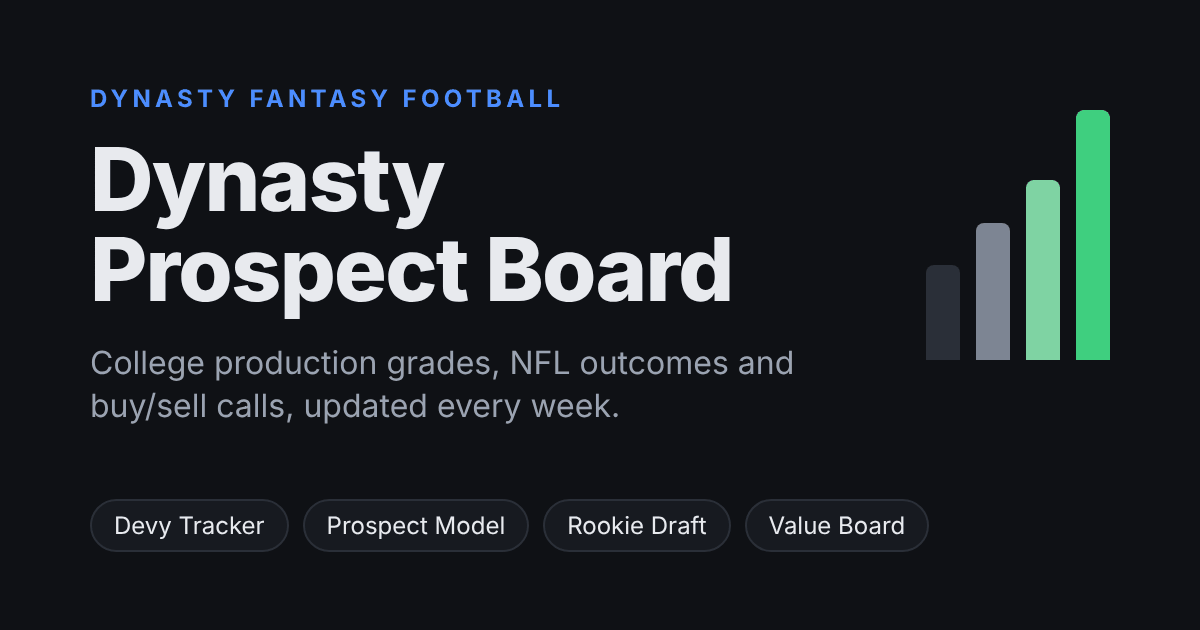 DYNASTY FANTASY FOOTBALL
Dynasty
Prospect Board
College production grades, NFL outcomes and
buy/sell calls, updated every week.
Devy Tracker
Prospect Model
Rookie Draft
Value Board